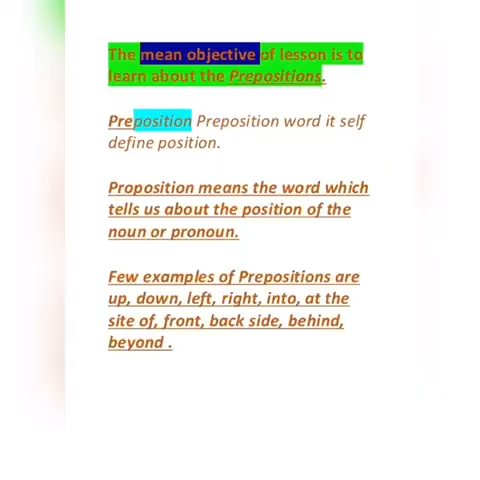 The mean objective of lesson is to
learn about the Prepositions.
Preposition Preposition word it self
define position.
Proposition means the word which
tells us about the position of the
noun or pronoun.
Few examples of Prepositions are
up, down, left, right, into, at the
site of, front, back side, behind,
beyond .